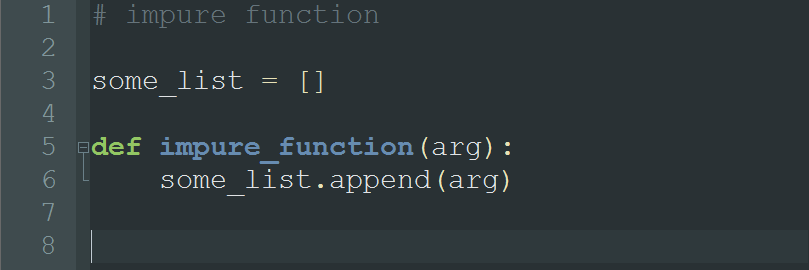 1 # impure function
2
3 some_list = []
4
5 def impure_function(arg):
6     some_list.append(arg)
7
8